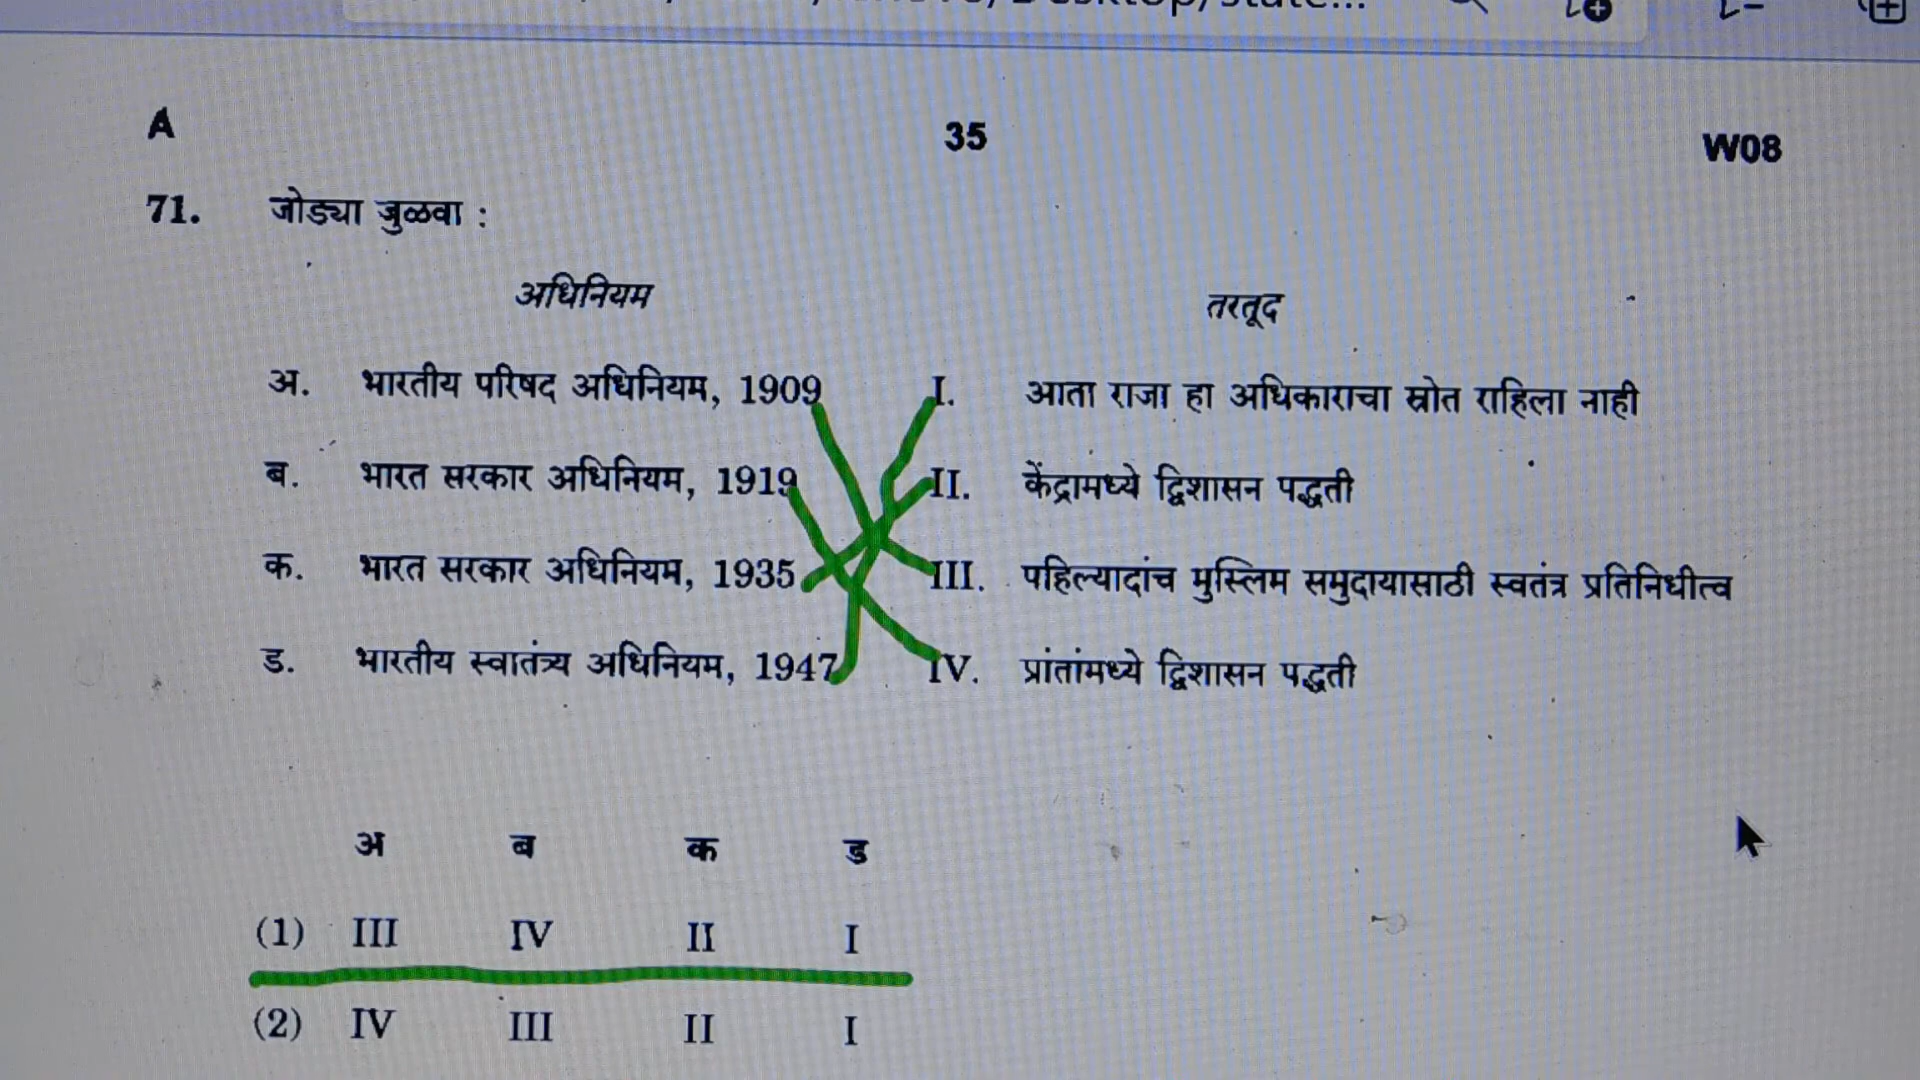 A 35 W08
71. जोड्या जुळवा :
अधिनियम तरतूद
अ. भारतीय परिषद अधिनियम, 1909 I. आता राजा हा अधिकाराचा स्रोत राहिला नाही
ब. भारत सरकार अधिनियम, 1919 II. केंद्रामध्ये द्विशासन पद्धती
क. भारत सरकार अधिनियम, 1935 III. पहिल्यादांच मुस्लिम समुदायासाठी स्वतंत्र प्रतिनिधीत्व
ड. भारतीय स्वातंत्र्य अधिनियम, 1947 IV. प्रांतांमध्ये द्विशासन पद्धती
अ ब क ड
(1) III IV II I
(2) IV III II I